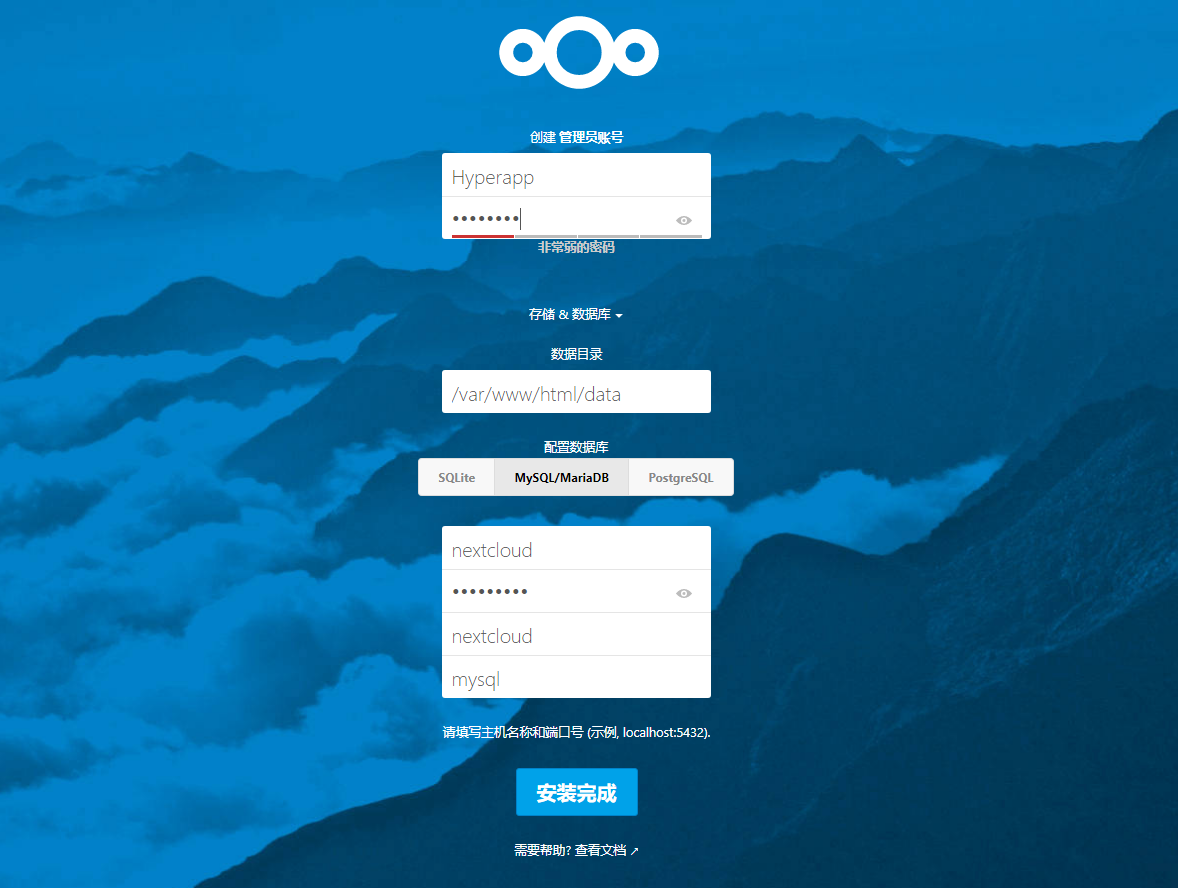 创建 管理员账号
Hyperapp
••••••••
非常弱的密码
存储 & 数据库
数据目录
/var/www/html/data
配置数据库
SQLite MySQL/MariaDB PostgreSQL
nextcloud
•••••••••
nextcloud
mysql
请填写主机名称和端口号 (示例, localhost:5432).
安装完成
需要帮助? 查看文档 ↗